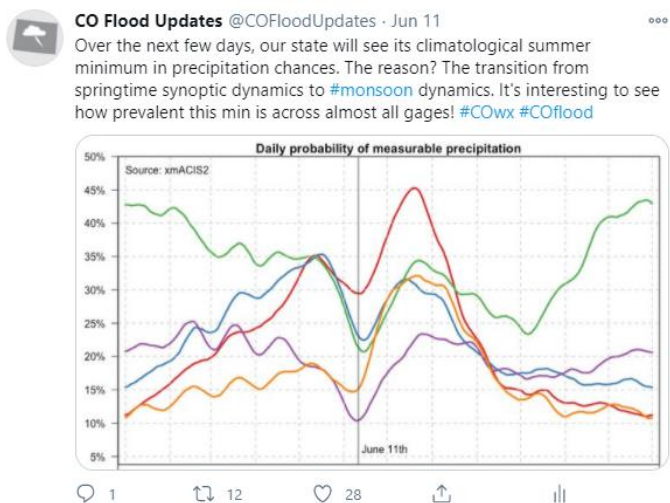 CO Flood Updates @COFloodUpdates · Jun 11
Over the next few days, our state will see its climatological summer
minimum in precipitation chances. The reason? The transition from
springtime synoptic dynamics to #monsoon dynamics. It's interesting to see
how prevalent this min is across almost all gages! #COwx #COflood
Daily probability of measurable precipitation
50%
Source: xmACIS2
45%
40%
35%
30%
25%
20%
15%
10%
June 11th
5%
1 12 28